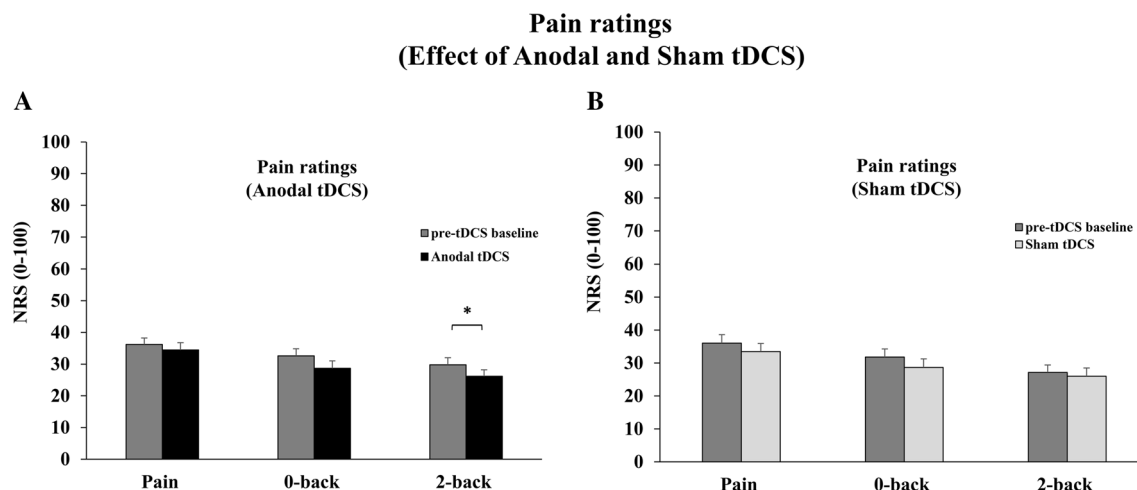 Pain ratings
(Effect of Anodal and Sham tDCS)
A
NRS (0-100)
100
90
80
70
60
50
40
30
20
10
0
Pain ratings
(Anodal tDCS)
pre-tDCS baseline
Anodal tDCS
*
Pain
0-back
2-back
B
NRS (0-100)
100
90
80
70
60
50
40
30
20
10
0
Pain ratings
(Sham tDCS)
pre-tDCS baseline
Sham tDCS
Pain
0-back
2-back